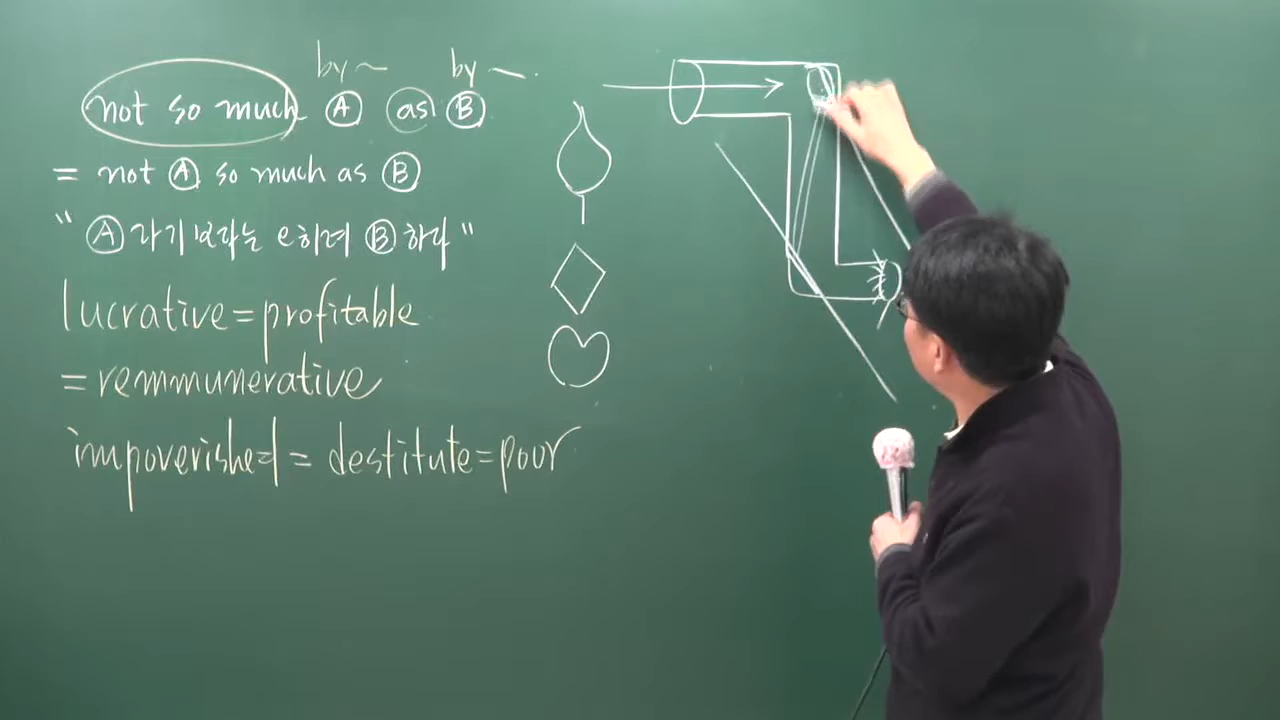 by ~ by ~.
not so much Ⓐ as Ⓑ
= not Ⓐ so much as Ⓑ
" Ⓐ라기보다는 오히려 Ⓑ하다 "
lucrative = profitable
= remmunerative
impoverished = destitute = poor